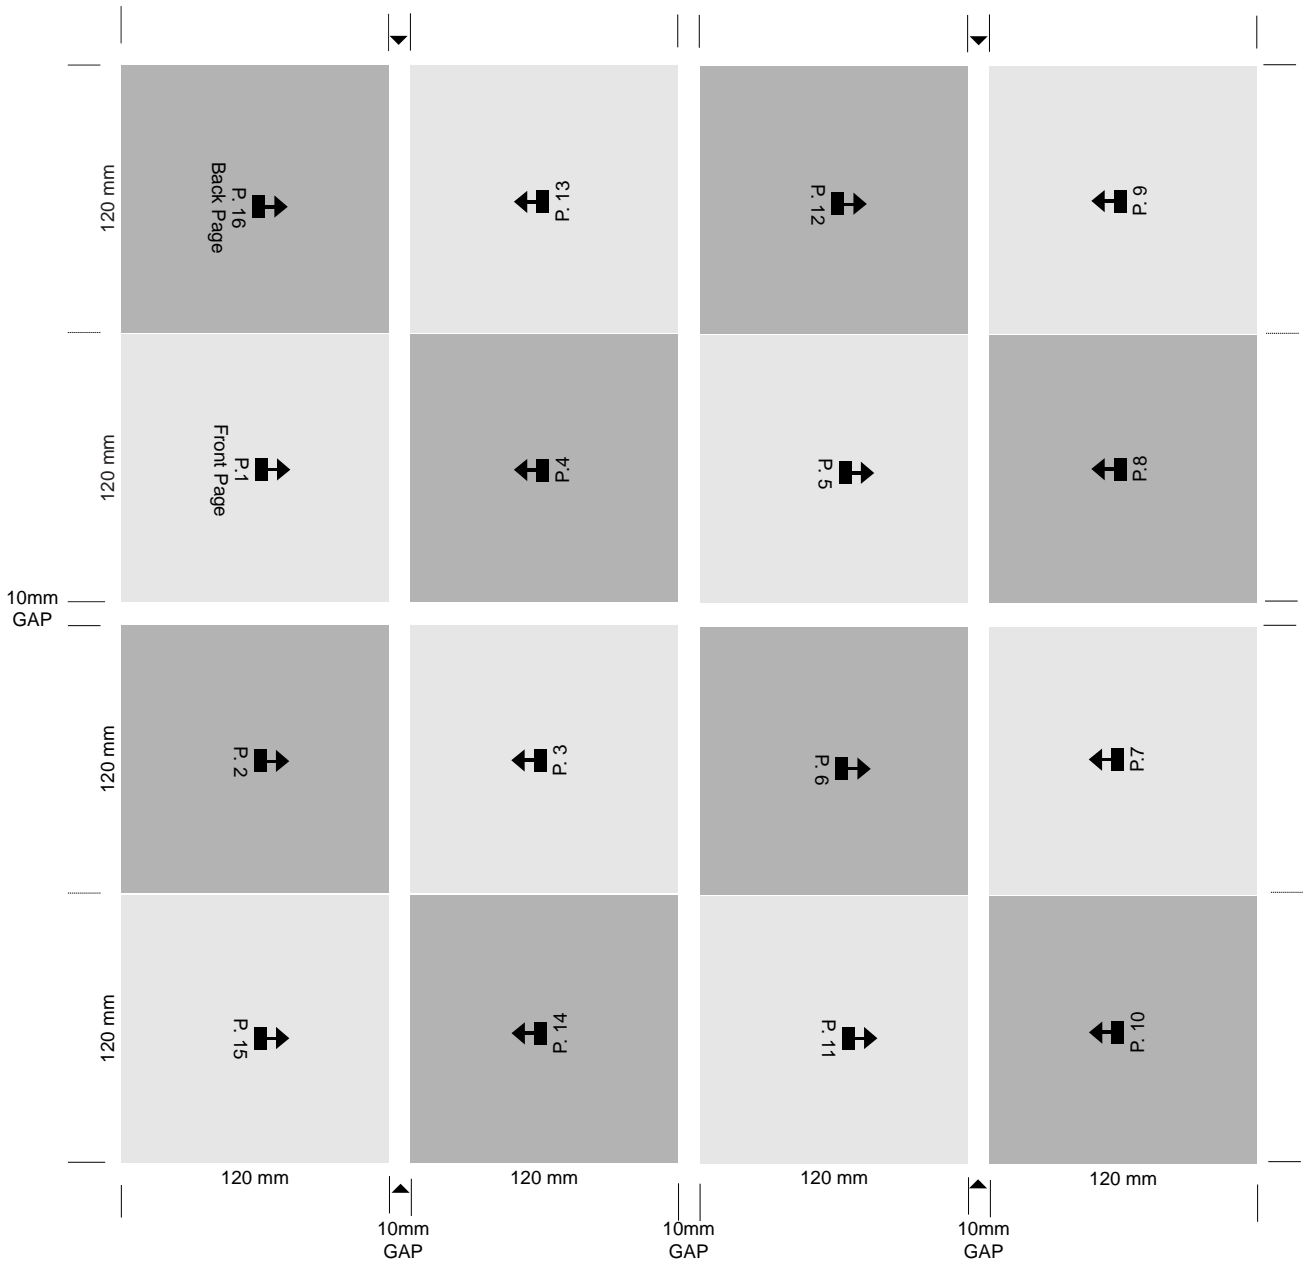 120 mm
P. 16
Back Page
P. 13
P. 12
P. 9
120 mm
P.1
Front Page
P.4
P. 5
P.8
10mm
GAP
120 mm
P. 2
P. 3
P. 6
P.7
120 mm
P. 15
P. 14
P. 11
P. 10
120 mm
120 mm
120 mm
120 mm
10mm
GAP
10mm
GAP
10mm
GAP